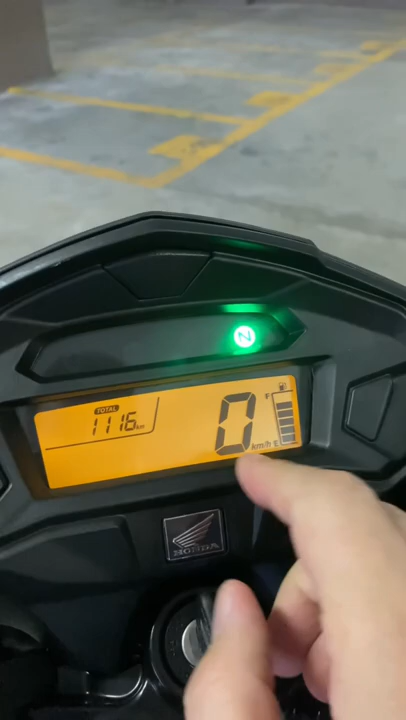 N
TOTAL
1116 km
0 km/h
F
E
HONDA